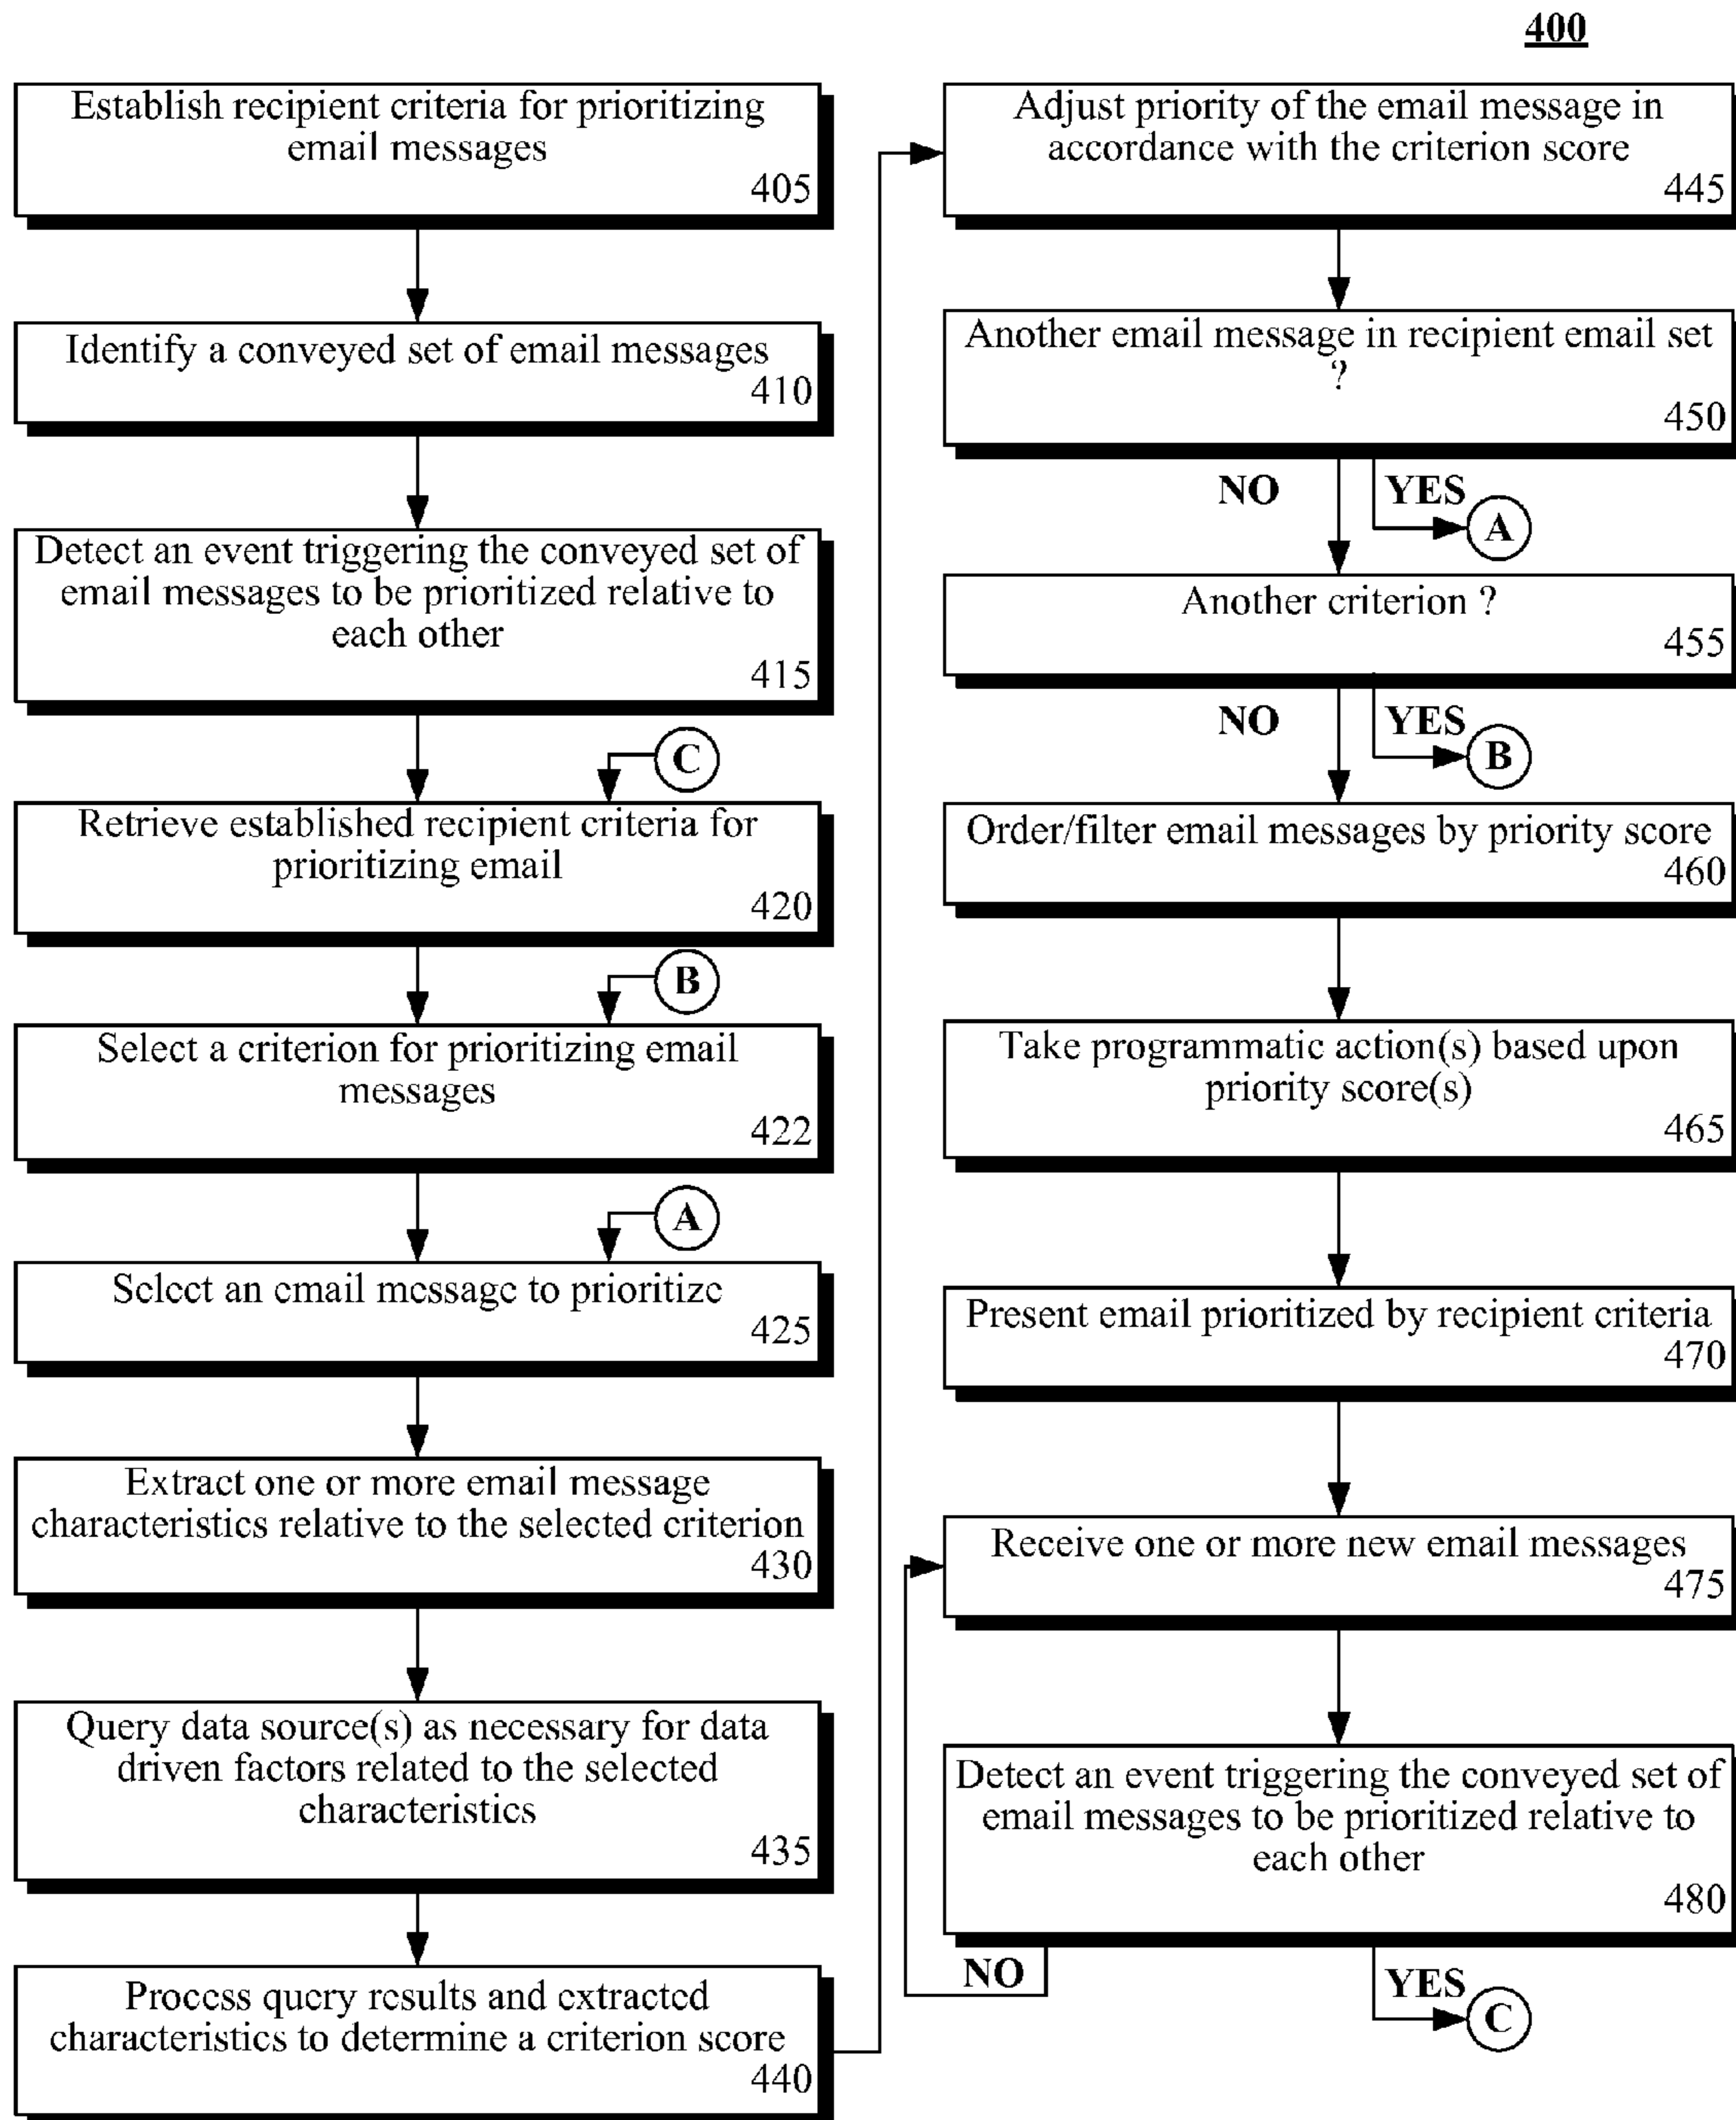 400
Establish recipient criteria for prioritizing
email messages
405
Identify a conveyed set of email messages
410
Detect an event triggering the conveyed set of
email messages to be prioritized relative to
each other
415
C
Retrieve established recipient criteria for
prioritizing email
420
B
Select a criterion for prioritizing email
messages
422
A
Select an email message to prioritize
425
Extract one or more email message
characteristics relative to the selected criterion
430
Query data source(s) as necessary for data
driven factors related to the selected
characteristics
435
Process query results and extracted
characteristics to determine a criterion score
440
Adjust priority of the email message in
accordance with the criterion score
445
Another email message in recipient email set
?
450
NO
YES
A
Another criterion ?
455
NO
YES
B
Order/filter email messages by priority score
460
Take programmatic action(s) based upon
priority score(s)
465
Present email prioritized by recipient criteria
470
Receive one or more new email messages
475
Detect an event triggering the conveyed set of
email messages to be prioritized relative to
each other
480
NO
YES
C